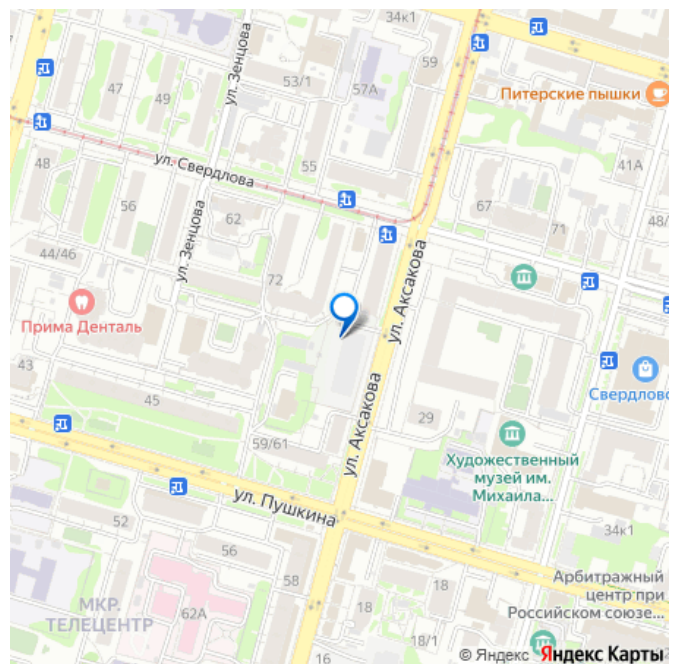 34к1
59
ул. Зенцова
53/1
57А
47
49
Питерские пышки
ул. Свердлова
55
48
56
41А
67
62
ул. Зенцова
71
48/
44/46
72
ул. Аксакова
Прима Денталь
43
Свердловс
45
29
ул. Аксакова
59/61
Художественный
музей им.
Михаила...
ул. Пушкина
52
34к1
56
58
Арбитражный
центр при
Российском союзе...
МКР.
ТЕЛЕЦЕНТР
62А
18
18
18/1
16
© Яндекс Яндекс Карты